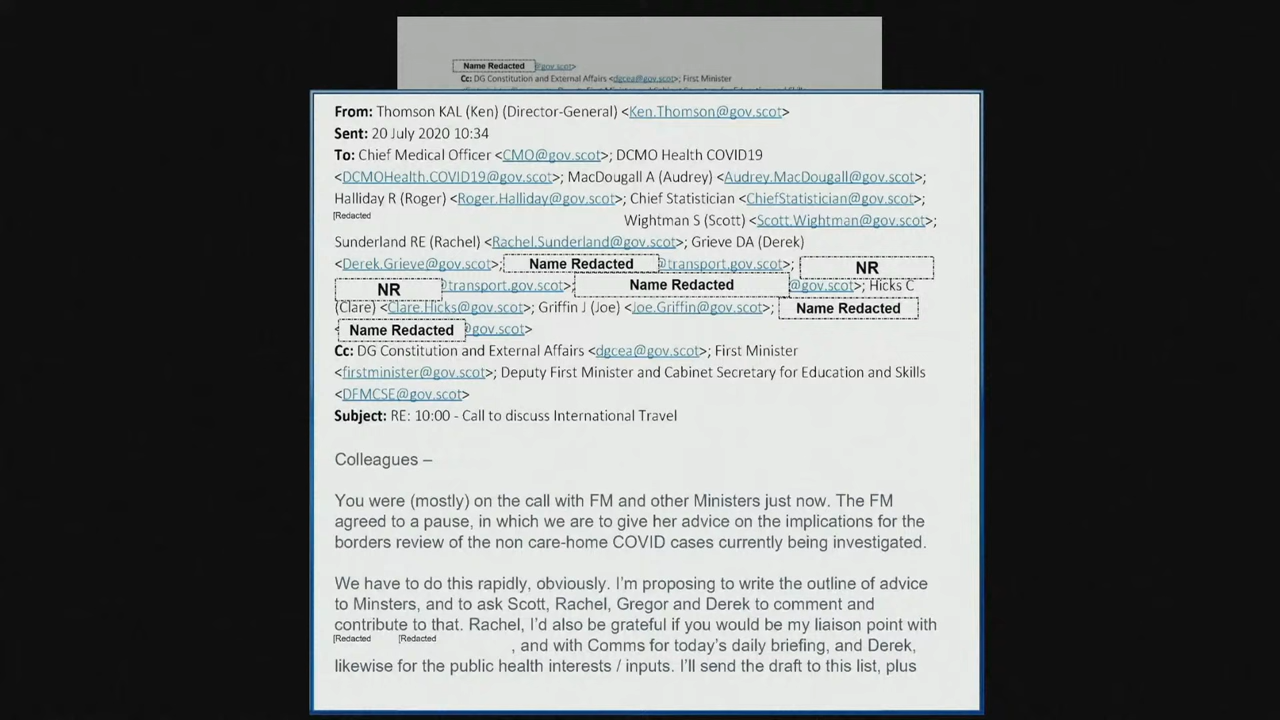 Name Redacted @gov.scot>
Cc: DG Constitution and External Affairs <dgcea@gov.scot>; First Minister
From: Thomson KAL (Ken) (Director-General) <Ken.Thomson@gov.scot>
Sent: 20 July 2020 10:34
To: Chief Medical Officer <CMO@gov.scot>; DCMO Health COVID19
<DCMOHealth.COVID19@gov.scot>; MacDougall A (Audrey) <Audrey.MacDougall@gov.scot>;
Halliday R (Roger) <Roger.Halliday@gov.scot>; Chief Statistician <ChiefStatistician@gov.scot>;
[Redacted Wightman S (Scott) <Scott.Wightman@gov.scot>;
Sunderland RE (Rachel) <Rachel.Sunderland@gov.scot>; Grieve DA (Derek)
<Derek.Grieve@gov.scot>; Name Redacted @transport.gov.scot>; NR
NR @transport.gov.scot>; Name Redacted @gov.scot>; Hicks C
(Clare) <Clare.Hicks@gov.scot>; Griffin J (Joe) <Joe.Griffin@gov.scot>; Name Redacted
< Name Redacted @gov.scot>
Cc: DG Constitution and External Affairs <dgcea@gov.scot>; First Minister
<firstminister@gov.scot>; Deputy First Minister and Cabinet Secretary for Education and Skills
<DFMCSE@gov.scot>
Subject: RE: 10:00 - Call to discuss International Travel
Colleagues –
You were (mostly) on the call with FM and other Ministers just now. The FM
agreed to a pause, in which we are to give her advice on the implications for the
borders review of the non care-home COVID cases currently being investigated.
We have to do this rapidly, obviously. I'm proposing to write the outline of advice
to Minsters, and to ask Scott, Rachel, Gregor and Derek to comment and
contribute to that. Rachel, I'd also be grateful if you would be my liaison point with
[Redacted [Redacted , and with Comms for today's daily briefing, and Derek,
likewise for the public health interests / inputs. I'll send the draft to this list, plus